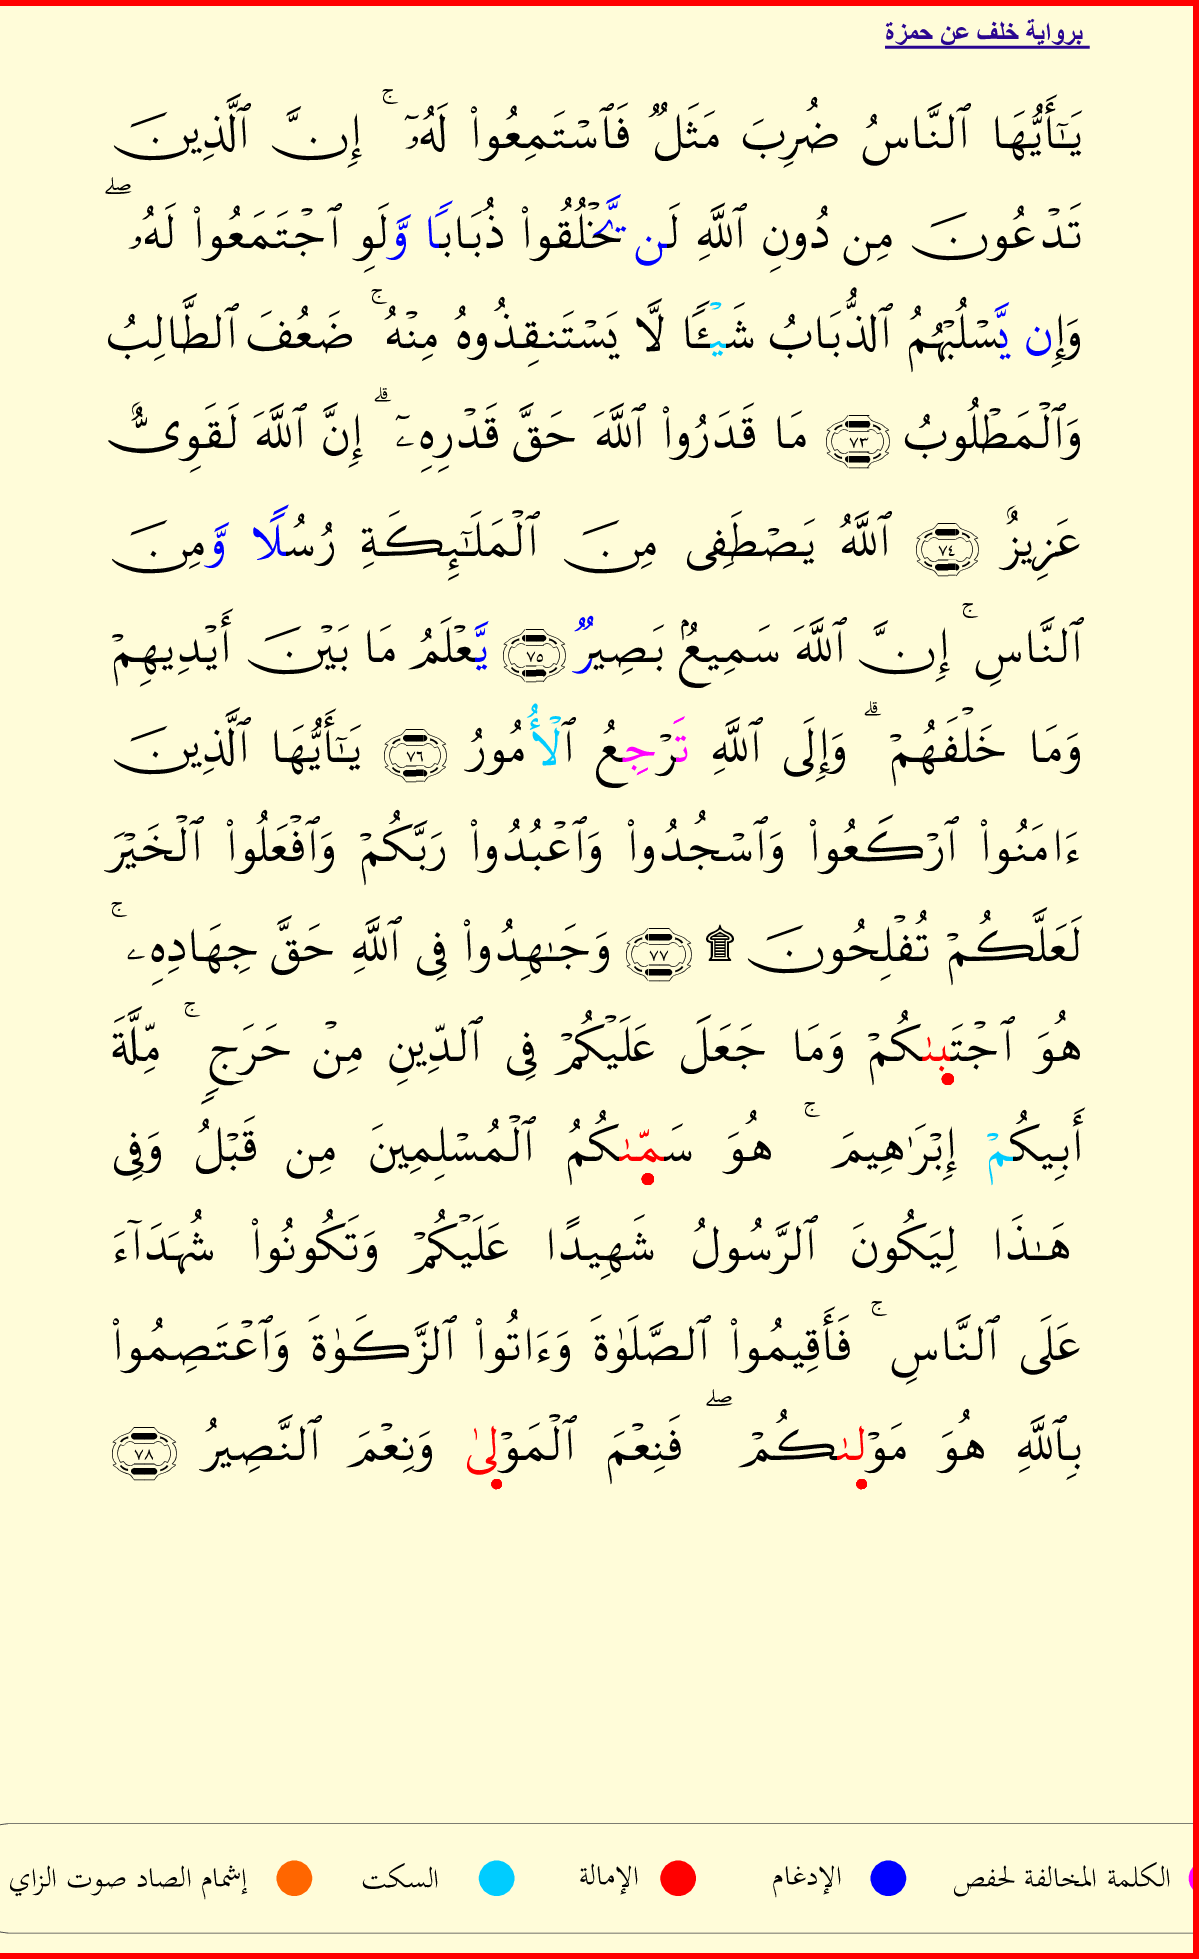 برواية خلف عن حمزة
يَـٰٓأَيُّهَا ٱلنَّاسُ ضُرِبَ مَثَلٌ فَٱسْتَمِعُوا۟ لَهُۥٓ ۚ إِنَّ ٱلَّذِينَ
تَدْعُونَ مِن دُونِ ٱللَّهِ لَن يَّخْلُقُوا۟ ذُبَابًا وَّلَوِ ٱجْتَمَعُوا۟ لَهُۥ ۖ
وَإِن يَّسْلُبْهُمُ ٱلذُّبَابُ شَيْـًٔا لَّا يَسْتَنقِذُوهُ مِنْهُ ۚ ضَعُفَ ٱلطَّالِبُ
وَٱلْمَطْلُوبُ ٧٣ مَا قَدَرُوا۟ ٱللَّهَ حَقَّ قَدْرِهِۦٓ ۗ إِنَّ ٱللَّهَ لَقَوِىٌّ
عَزِيزٌ ٧٤ ٱللَّهُ يَصْطَفِى مِنَ ٱلْمَلَـٰٓئِكَةِ رُسُلًا وَّمِنَ
ٱلنَّاسِ ۚ إِنَّ ٱللَّهَ سَمِيعٌۢ بَصِيرٌ ٧٥ يَّعْلَمُ مَا بَيْنَ أَيْدِيهِمْ
وَمَا خَلْفَهُمْ ۗ وَإِلَى ٱللَّهِ تَرْجِعُ ٱلْأُمُورُ ٧٦ يَـٰٓأَيُّهَا ٱلَّذِينَ
ءَامَنُوا۟ ٱرْكَعُوا۟ وَٱسْجُدُوا۟ وَٱعْبُدُوا۟ رَبَّكُمْ وَٱفْعَلُوا۟ ٱلْخَيْرَ
لَعَلَّكُمْ تُفْلِحُونَ ۩ ٧٧ وَجَـٰهِدُوا۟ فِى ٱللَّهِ حَقَّ جِهَادِهِۦ ۚ
هُوَ ٱجْتَبَىٰكُمْ وَمَا جَعَلَ عَلَيْكُمْ فِى ٱلدِّينِ مِنْ حَرَجٍ ۚ مِّلَّةَ
أَبِيكُمْ إِبْرَٰهِيمَ ۚ هُوَ سَمَّىٰكُمُ ٱلْمُسْلِمِينَ مِن قَبْلُ وَفِى
هَـٰذَا لِيَكُونَ ٱلرَّسُولُ شَهِيدًا عَلَيْكُمْ وَتَكُونُوا۟ شُهَدَآءَ
عَلَى ٱلنَّاسِ ۚ فَأَقِيمُوا۟ ٱلصَّلَوٰةَ وَءَاتُوا۟ ٱلزَّكَوٰةَ وَٱعْتَصِمُوا۟
بِٱللَّهِ هُوَ مَوْلَىٰكُمْ ۖ فَنِعْمَ ٱلْمَوْلَىٰ وَنِعْمَ ٱلنَّصِيرُ ٧٨
الكلمة المخالفة لحفص الإدغام الإمالة السكت إشمام الصاد صوت الزاي